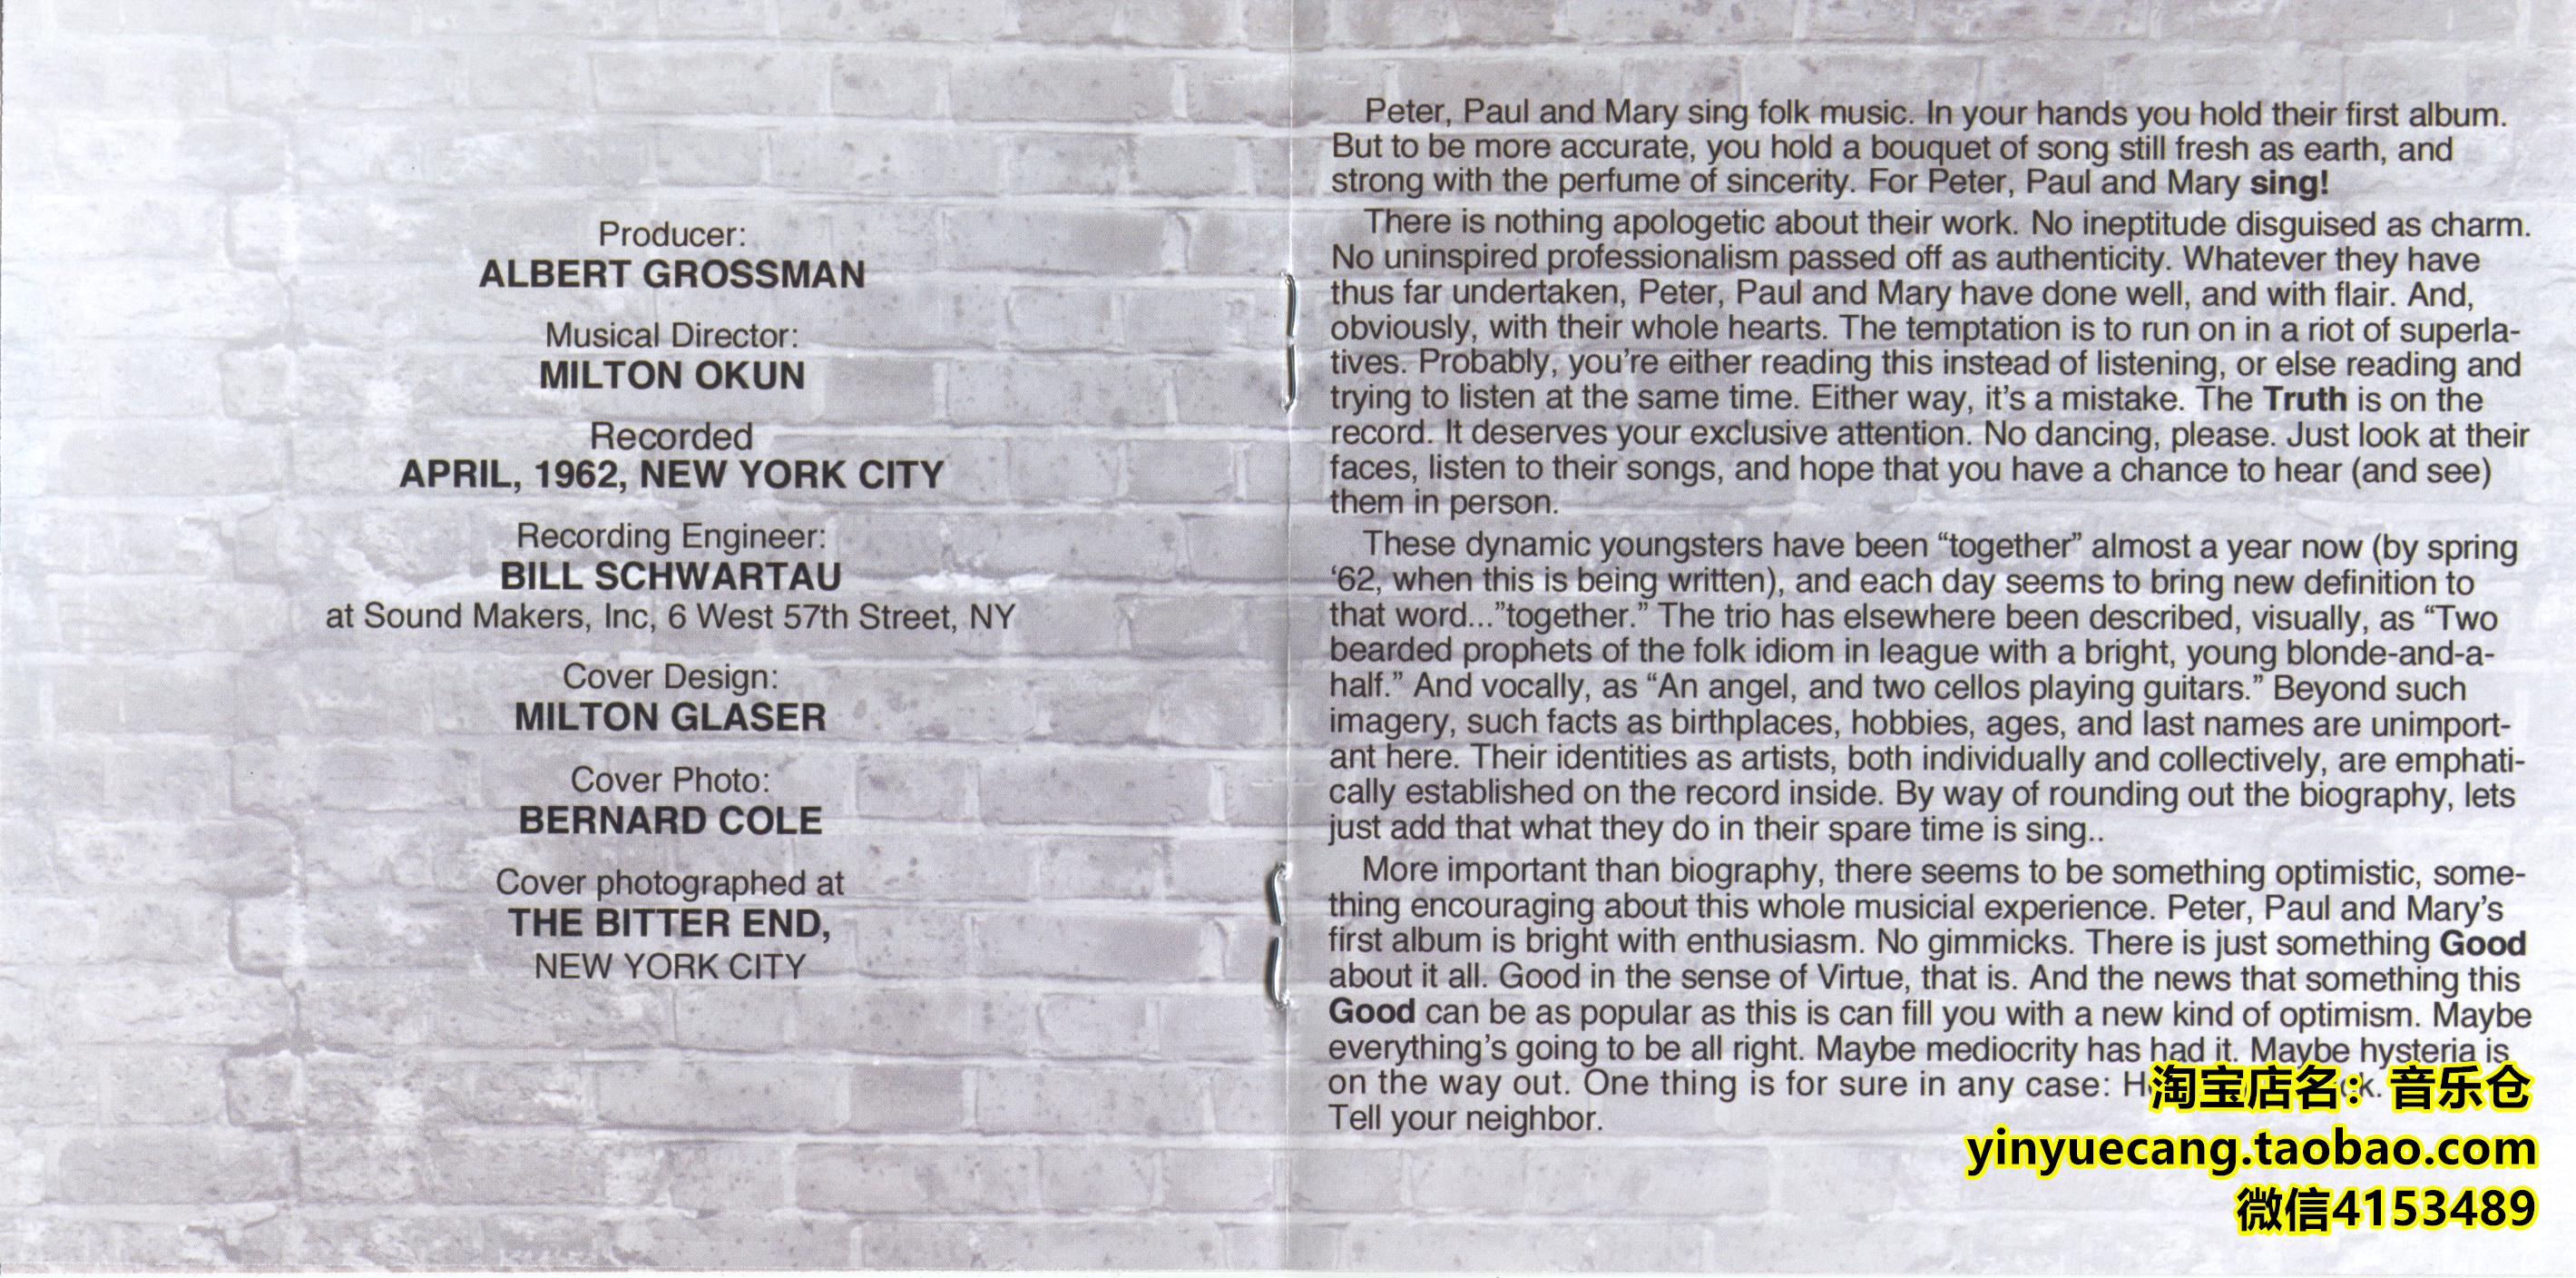 Producer:
ALBERT GROSSMAN
Musical Director:
MILTON OKUN
Recorded
APRIL, 1962, NEW YORK CITY
Recording Engineer:
BILL SCHWARTAU
at Sound Makers, Inc, 6 West 57th Street, NY
Cover Design:
MILTON GLASER
Cover Photo:
BERNARD COLE
Cover photographed at
THE BITTER END,
NEW YORK CITY
Peter, Paul and Mary sing folk music. In your hands you hold their first album.
But to be more accurate, you hold a bouquet of song still fresh as earth, and
strong with the perfume of sincerity. For Peter, Paul and Mary sing!
There is nothing apologetic about their work. No ineptitude disguised as charm.
No uninspired professionalism passed off as authenticity. Whatever they have
thus far undertaken, Peter, Paul and Mary have done well, and with flair. And,
obviously, with their whole hearts. The temptation is to run on in a riot of superla-
tives. Probably, you're either reading this instead of listening, or else reading and
trying to listen at the same time. Either way, it's a mistake. The Truth is on the
record. It deserves your exclusive attention. No dancing, please. Just look at their
faces, listen to their songs, and hope that you have a chance to hear (and see)
them in person.
These dynamic youngsters have been “together” almost a year now (by spring
‘62, when this is being written), and each day seems to bring new definition to
that word...”together.” The trio has elsewhere been described, visually, as “Two
bearded prophets of the folk idiom in league with a bright, young blonde-and-a-
half.” And vocally, as “An angel, and two cellos playing guitars.” Beyond such
imagery, such facts as birthplaces, hobbies, ages, and last names are unimport-
ant here. Their identities as artists, both individually and collectively, are emphati-
cally established on the record inside. By way of rounding out the biography, lets
just add that what they do in their spare time is sing..
More important than biography, there seems to be something optimistic, some-
thing encouraging about this whole musicial experience. Peter, Paul and Mary's
first album is bright with enthusiasm. No gimmicks. There is just something Good
about it all. Good in the sense of Virtue, that is. And the news that something this
Good can be as popular as this is can fill you with a new kind of optimism. Maybe
everything's going to be all right. Maybe mediocrity has had it. Maybe hysteria is
on the way out. One thing is for sure in any case:
Tell your neighbor.
淘宝店名：音乐仓
yinyuecang.taobao.com
微信4153489